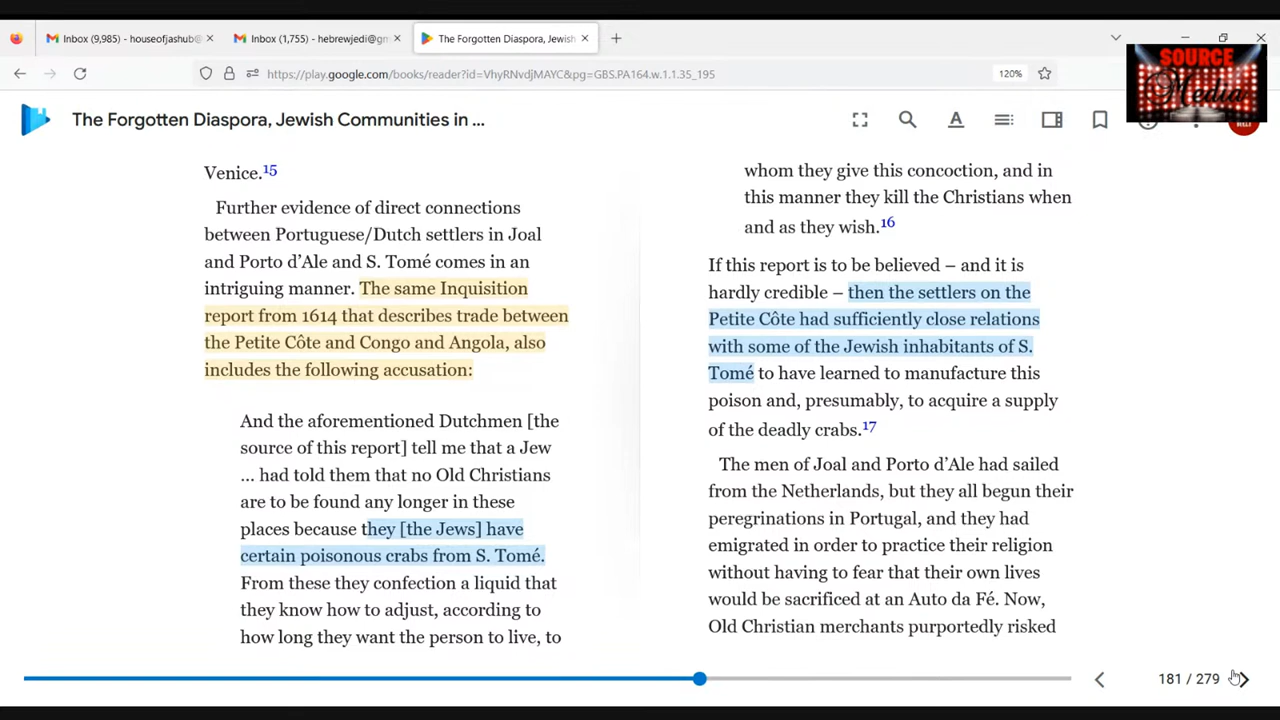 Inbox (9,985) - houseofjashub@
Inbox (1,755) - hebrewjedi@gm
The Forgotten Diaspora, Jewish
https://play.google.com/books/reader?id=VhyRNvdjMAYC&pg=GBS.PA164.w.1.1.35_195
120%
SOURCE
Media
The Forgotten Diaspora, Jewish Communities in ...
Venice.15
Further evidence of direct connections
between Portuguese/Dutch settlers in Joal
and Porto d'Ale and S. Tomé comes in an
intriguing manner. The same Inquisition
report from 1614 that describes trade between
the Petite Côte and Congo and Angola, also
includes the following accusation:
And the aforementioned Dutchmen [the
source of this report] tell me that a Jew
... had told them that no Old Christians
are to be found any longer in these
places because they [the Jews] have
certain poisonous crabs from S. Tomé.
From these they confection a liquid that
they know how to adjust, according to
how long they want the person to live, to
whom they give this concoction, and in
this manner they kill the Christians when
and as they wish.16
If this report is to be believed – and it is
hardly credible – then the settlers on the
Petite Côte had sufficiently close relations
with some of the Jewish inhabitants of S.
Tomé to have learned to manufacture this
poison and, presumably, to acquire a supply
of the deadly crabs.17
The men of Joal and Porto d'Ale had sailed
from the Netherlands, but they all begun their
peregrinations in Portugal, and they had
emigrated in order to practice their religion
without having to fear that their own lives
would be sacrificed at an Auto da Fé. Now,
Old Christian merchants purportedly risked
181 / 279